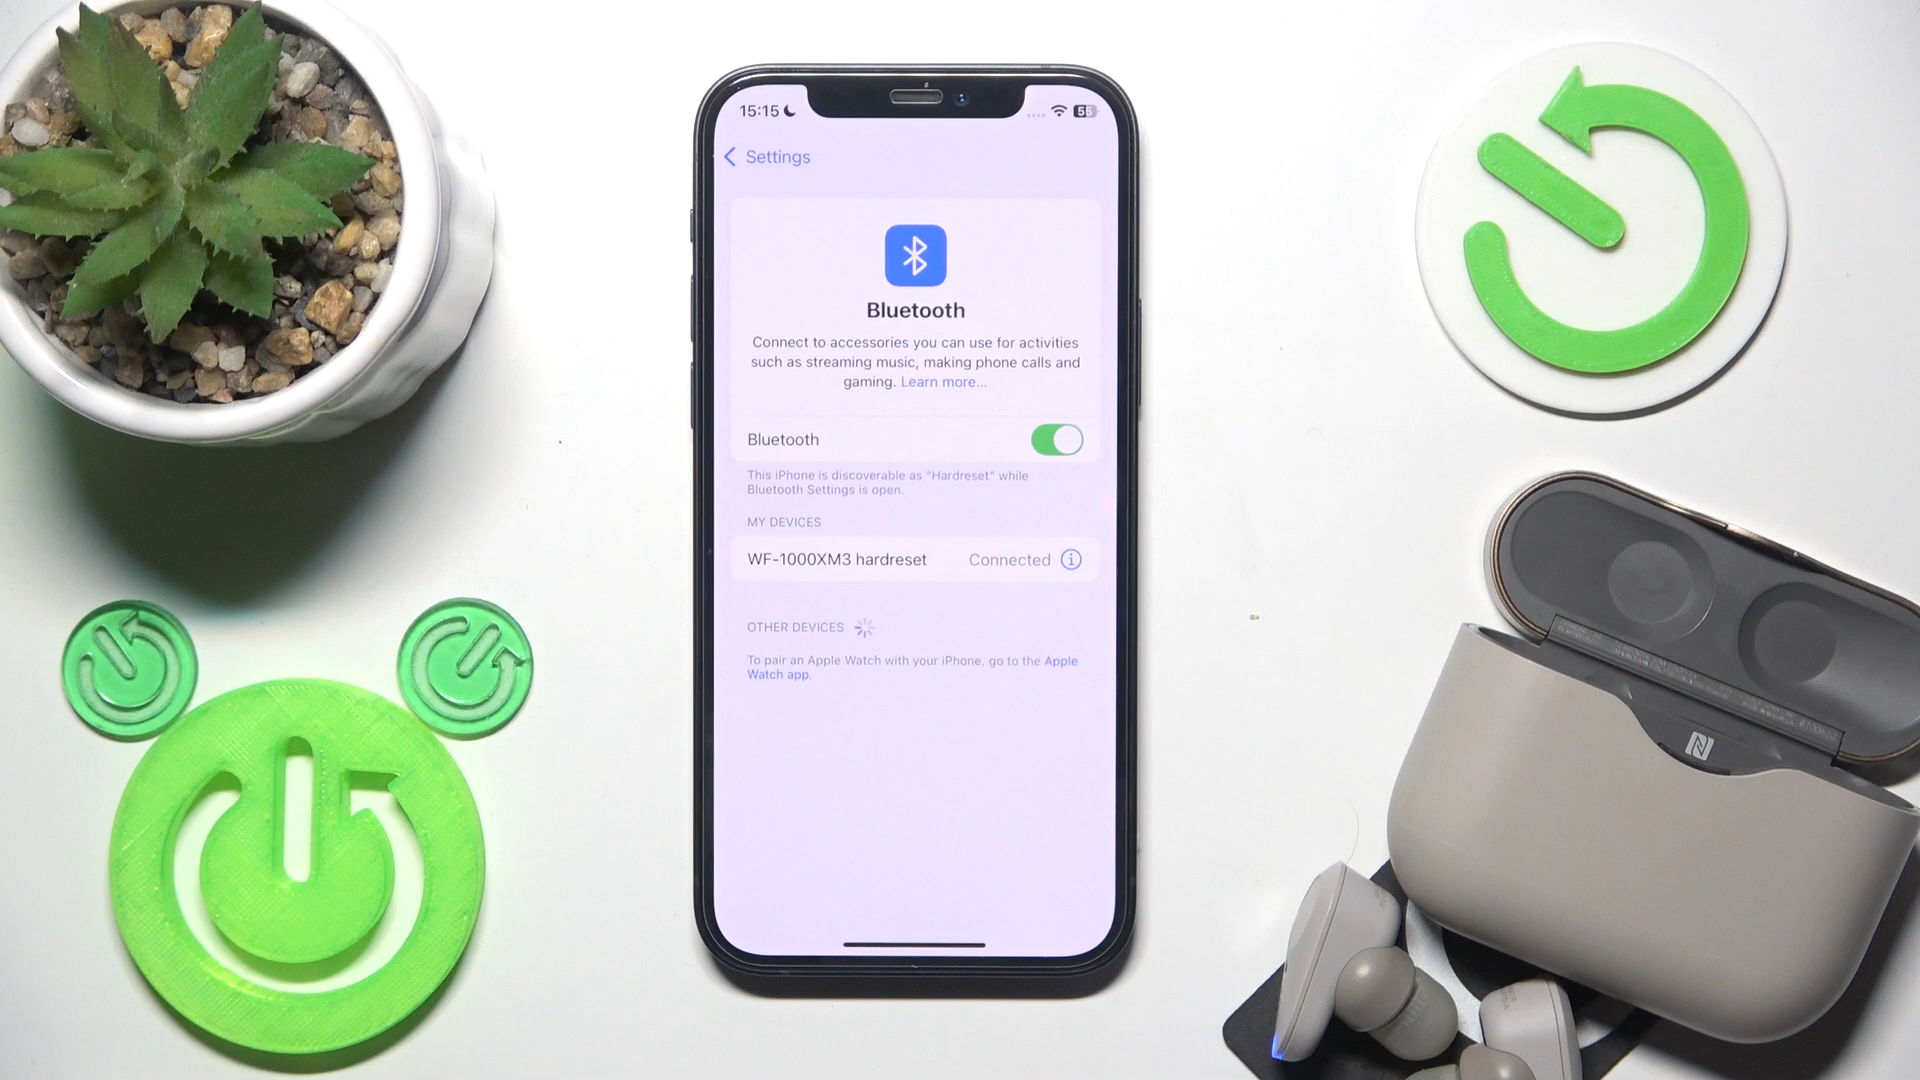 15:15
55
Settings
Bluetooth
Connect to accessories you can use for activities
such as streaming music, making phone calls and
gaming. Learn more...
Bluetooth
This iPhone is discoverable as “Hardreset” while
Bluetooth Settings is open.
MY DEVICES
WF-1000XM3 hardreset Connected
OTHER DEVICES
To pair an Apple Watch with your iPhone, go to the Apple
Watch app.